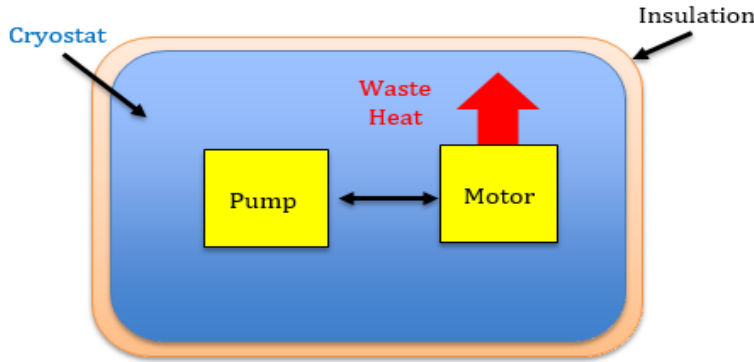 Insulation
Cryostat
Waste
Heat
Pump
Motor